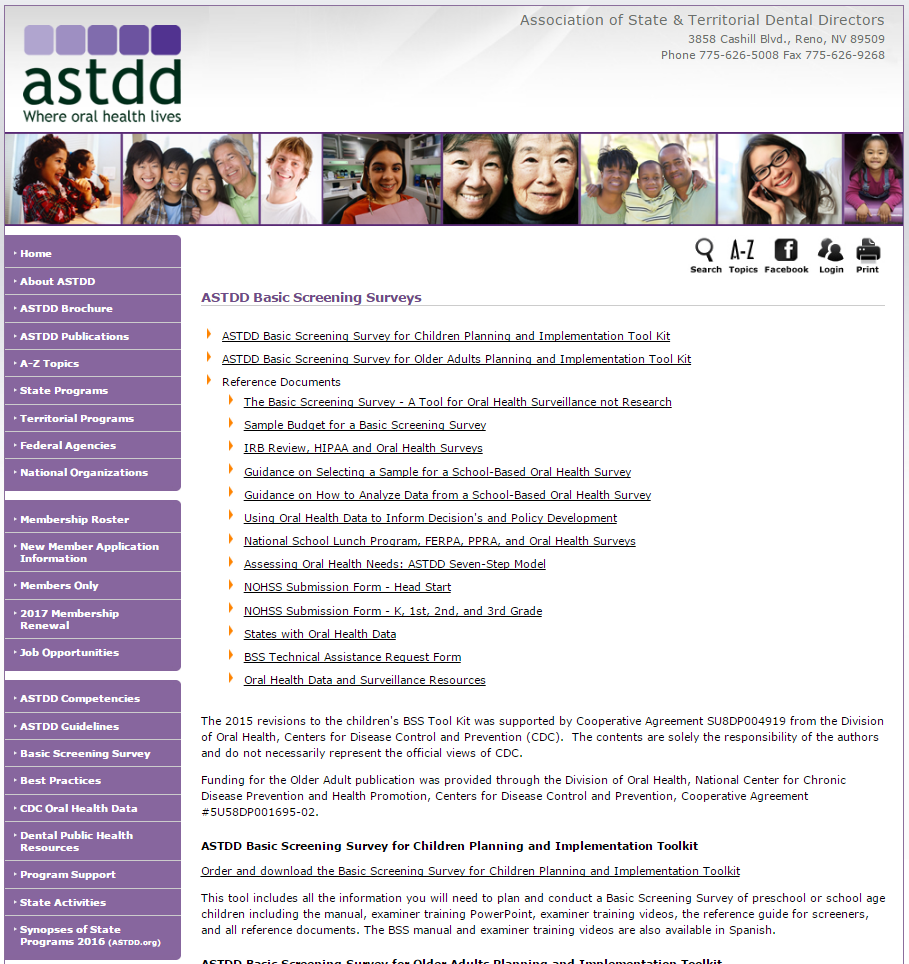 Association of State & Territorial Dental Directors
3858 Cashill Blvd., Reno, NV 89509
Phone 775-626-5008 Fax 775-626-9268
astdd
Where oral health lives
Home
About ASTDD
ASTDD Brochure
ASTDD Publications
A-Z Topics
State Programs
Territorial Programs
Federal Agencies
National Organizations
Membership Roster
New Member Application
Information
Members Only
2017 Membership
Renewal
Job Opportunities
ASTDD Competencies
ASTDD Guidelines
Basic Screening Survey
Best Practices
CDC Oral Health Data
Dental Public Health
Resources
Program Support
State Activities
Synopses of State
Programs 2016 (ASTDD.org)
A-Z
f
Search Topics Facebook Login Print
ASTDD Basic Screening Surveys
ASTDD Basic Screening Survey for Children Planning and Implementation Tool Kit
ASTDD Basic Screening Survey for Older Adults Planning and Implementation Tool Kit
Reference Documents
The Basic Screening Survey - A Tool for Oral Health Surveillance not Research
Sample Budget for a Basic Screening Survey
IRB Review, HIPAA and Oral Health Surveys
Guidance on Selecting a Sample for a School-Based Oral Health Survey
Guidance on How to Analyze Data from a School-Based Oral Health Survey
Using Oral Health Data to Inform Decision's and Policy Development
National School Lunch Program, FERPA, PPRA, and Oral Health Surveys
Assessing Oral Health Needs: ASTDD Seven-Step Model
NOHSS Submission Form - Head Start
NOHSS Submission Form - K, 1st, 2nd, and 3rd Grade
States with Oral Health Data
BSS Technical Assistance Request Form
Oral Health Data and Surveillance Resources
The 2015 revisions to the children's BSS Tool Kit was supported by Cooperative Agreement SU8DP004919 from the Division
of Oral Health, Centers for Disease Control and Prevention (CDC). The contents are solely the responsibility of the authors
and do not necessarily represent the official views of CDC.
Funding for the Older Adult publication was provided through the Division of Oral Health, National Center for Chronic
Disease Prevention and Health Promotion, Centers for Disease Control and Prevention, Cooperative Agreement
#5U58DP001695-02.
ASTDD Basic Screening Survey for Children Planning and Implementation Toolkit
Order and download the Basic Screening Survey for Children Planning and Implementation Toolkit
This tool includes all the information you will need to plan and conduct a Basic Screening Survey of preschool or school age
children including the manual, examiner training PowerPoint, examiner training videos, the reference guide for screeners,
and all reference documents. The BSS manual and examiner training videos are also available in Spanish.
ASTDD Basic Screening Survey for Older Adults Planning and Implementation Toolkit